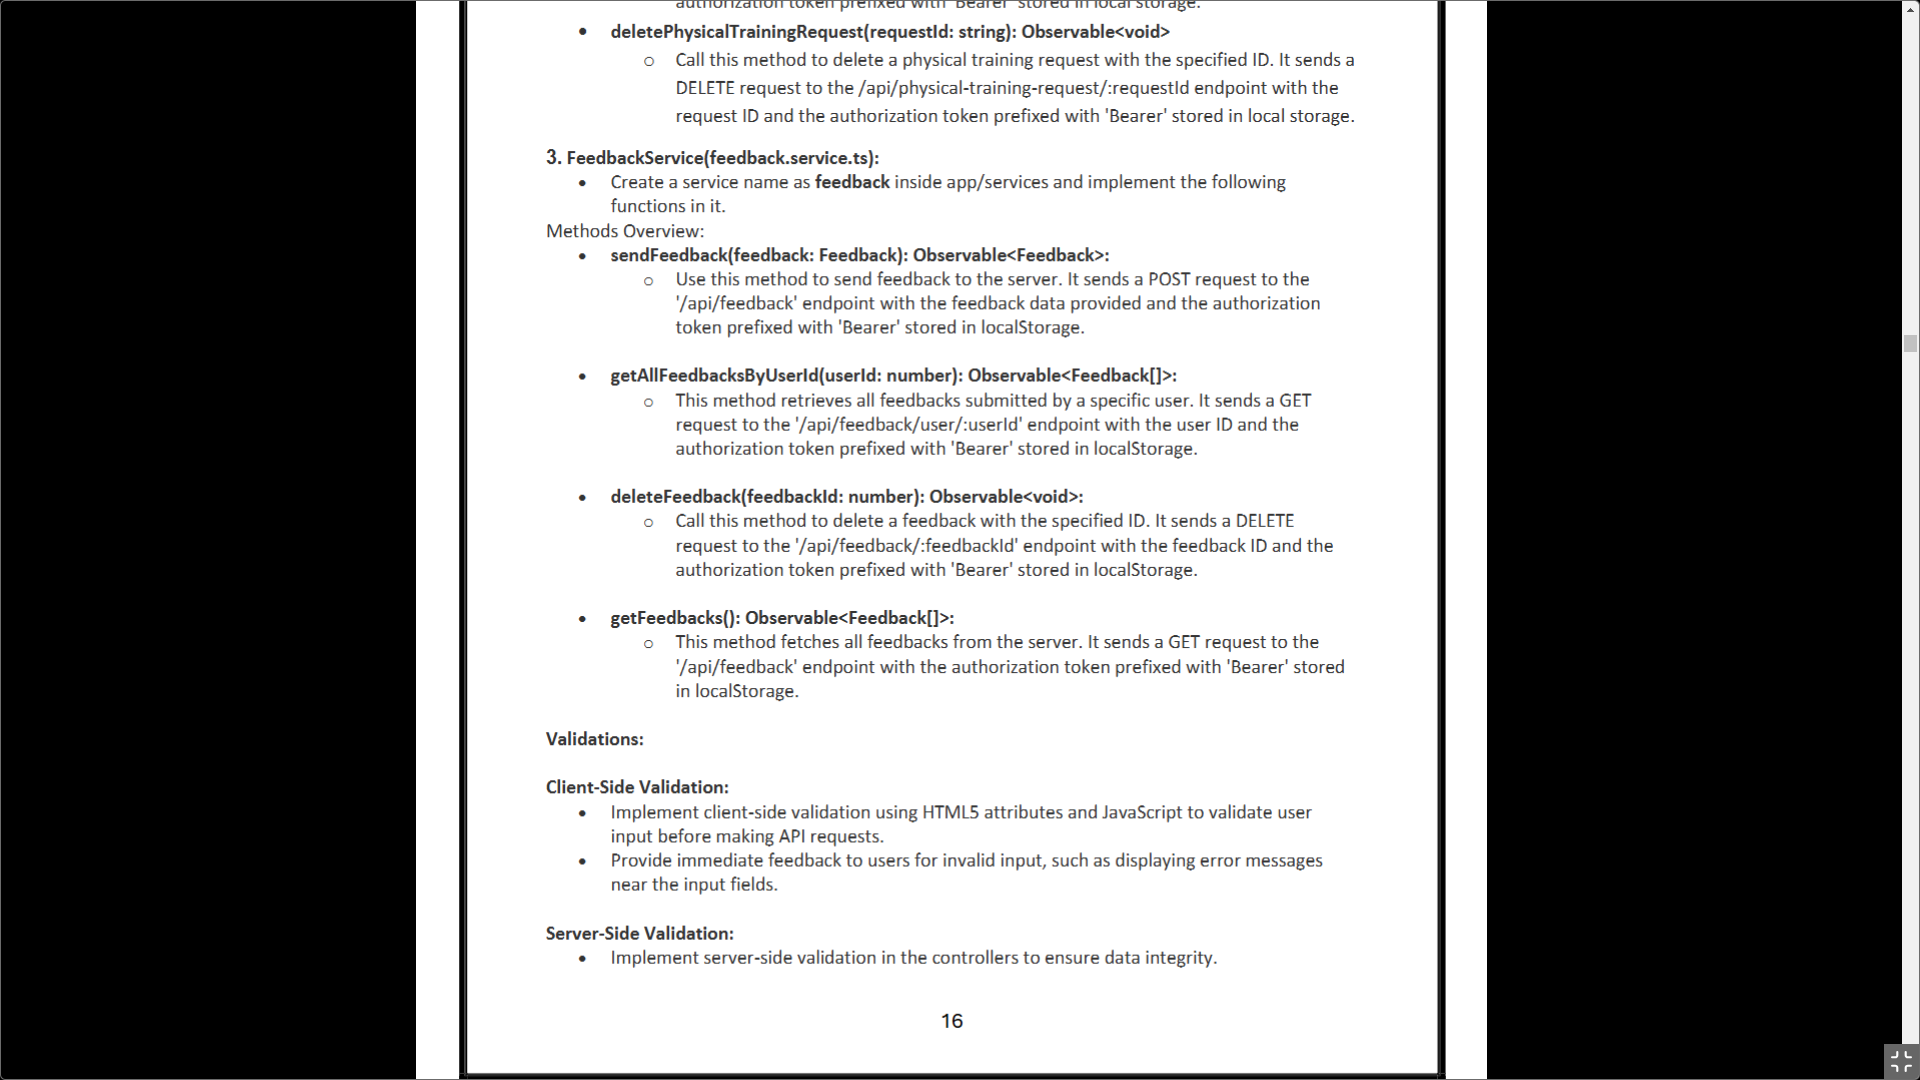 authorization token prefixed with 'Bearer' stored in local storage.
• deletePhysicalTrainingRequest(requestId: string): Observable<void>
o Call this method to delete a physical training request with the specified ID. It sends a
DELETE request to the /api/physical-training-request/:requestId endpoint with the
request ID and the authorization token prefixed with 'Bearer' stored in local storage.
3. FeedbackService(feedback.service.ts):
• Create a service name as feedback inside app/services and implement the following
functions in it.
Methods Overview:
• sendFeedback(feedback: Feedback): Observable<Feedback>:
o Use this method to send feedback to the server. It sends a POST request to the
'/api/feedback' endpoint with the feedback data provided and the authorization
token prefixed with 'Bearer' stored in localStorage.
• getAllFeedbacksByUserId(userId: number): Observable<Feedback[]>:
o This method retrieves all feedbacks submitted by a specific user. It sends a GET
request to the '/api/feedback/user/:userId' endpoint with the user ID and the
authorization token prefixed with 'Bearer' stored in localStorage.
• deleteFeedback(feedbackId: number): Observable<void>:
o Call this method to delete a feedback with the specified ID. It sends a DELETE
request to the '/api/feedback/:feedbackId' endpoint with the feedback ID and the
authorization token prefixed with 'Bearer' stored in localStorage.
• getFeedbacks(): Observable<Feedback[]>:
o This method fetches all feedbacks from the server. It sends a GET request to the
'/api/feedback' endpoint with the authorization token prefixed with 'Bearer' stored
in localStorage.
Validations:
Client-Side Validation:
• Implement client-side validation using HTML5 attributes and JavaScript to validate user
input before making API requests.
• Provide immediate feedback to users for invalid input, such as displaying error messages
near the input fields.
Server-Side Validation:
• Implement server-side validation in the controllers to ensure data integrity.
16